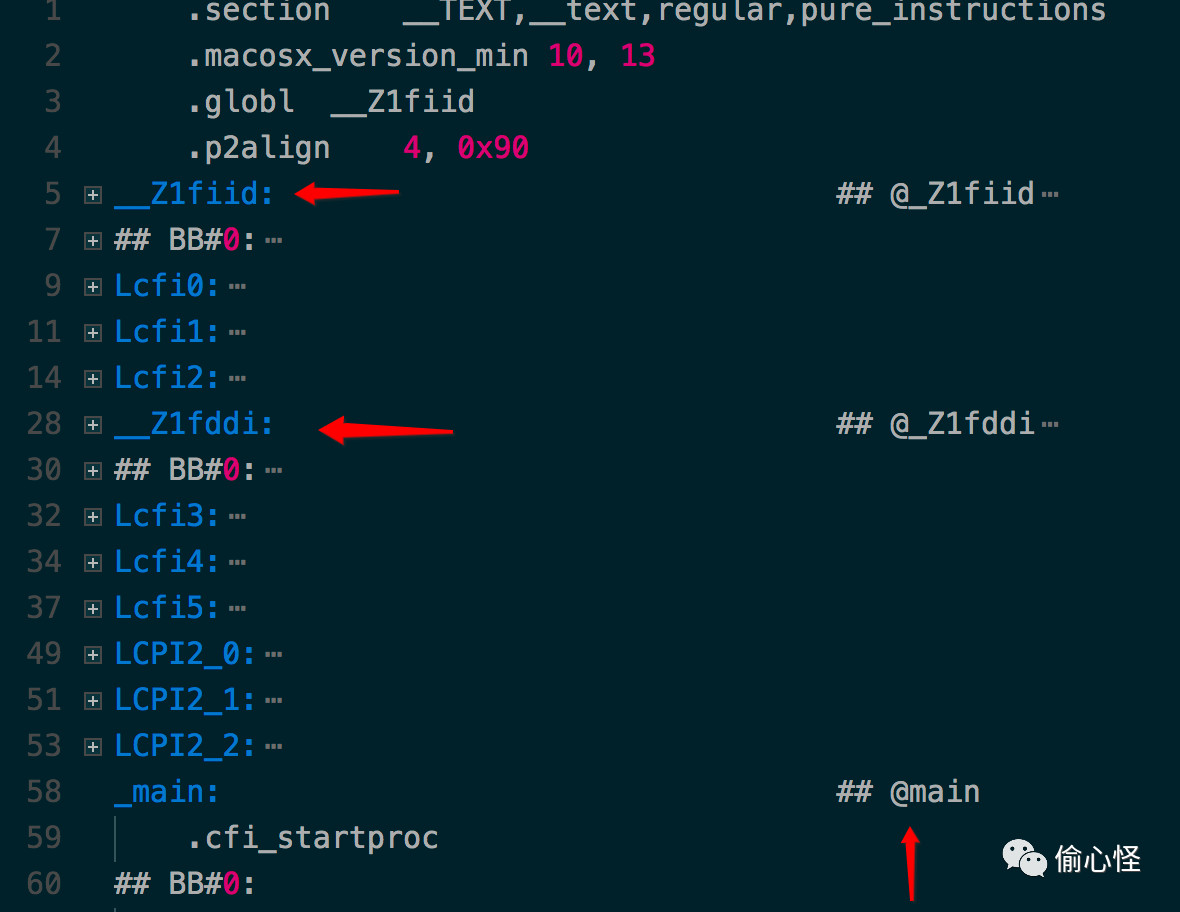 1 .section __TEXT,__text,regular,pure_instructions
2 .macosx_version_min 10, 13
3 .globl __Z1fiid
4 .p2align 4, 0x90
5 __Z1fiid: ## @_Z1fiid…
7 ## BB#0:…
9 Lcfi0:…
11 Lcfi1:…
14 Lcfi2:…
28 __Z1fddi: ## @_Z1fddi…
30 ## BB#0:…
32 Lcfi3:…
34 Lcfi4:…
37 Lcfi5:…
49 LCPI2_0:…
51 LCPI2_1:…
53 LCPI2_2:…
58 _main: ## @main
59 .cfi_startproc
60 ## BB#0:
偷心怪